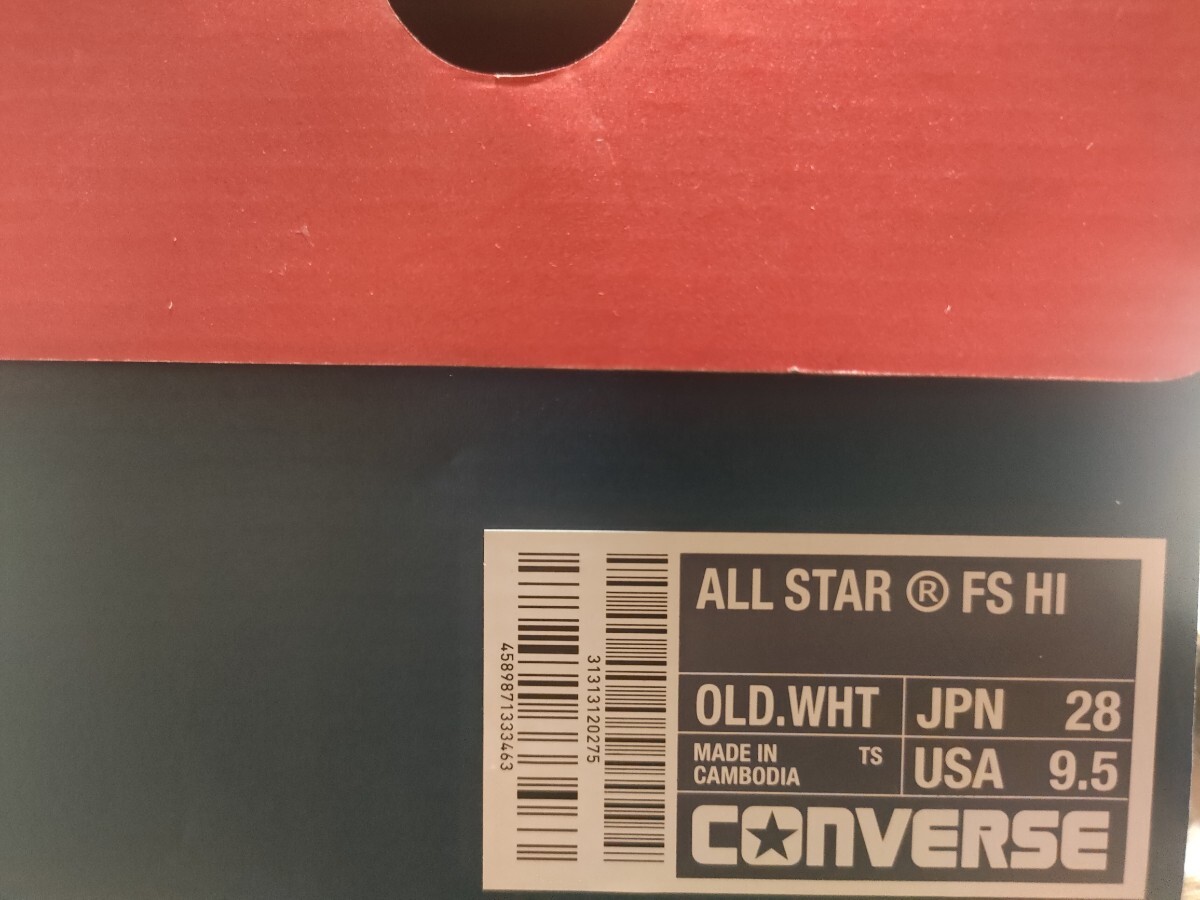 ALL STAR ® FS HI
OLD.WHT
JPN 28
MADE IN
CAMBODIA
TS
USA 9.5
CONVERSE
4589871333463
31313120275